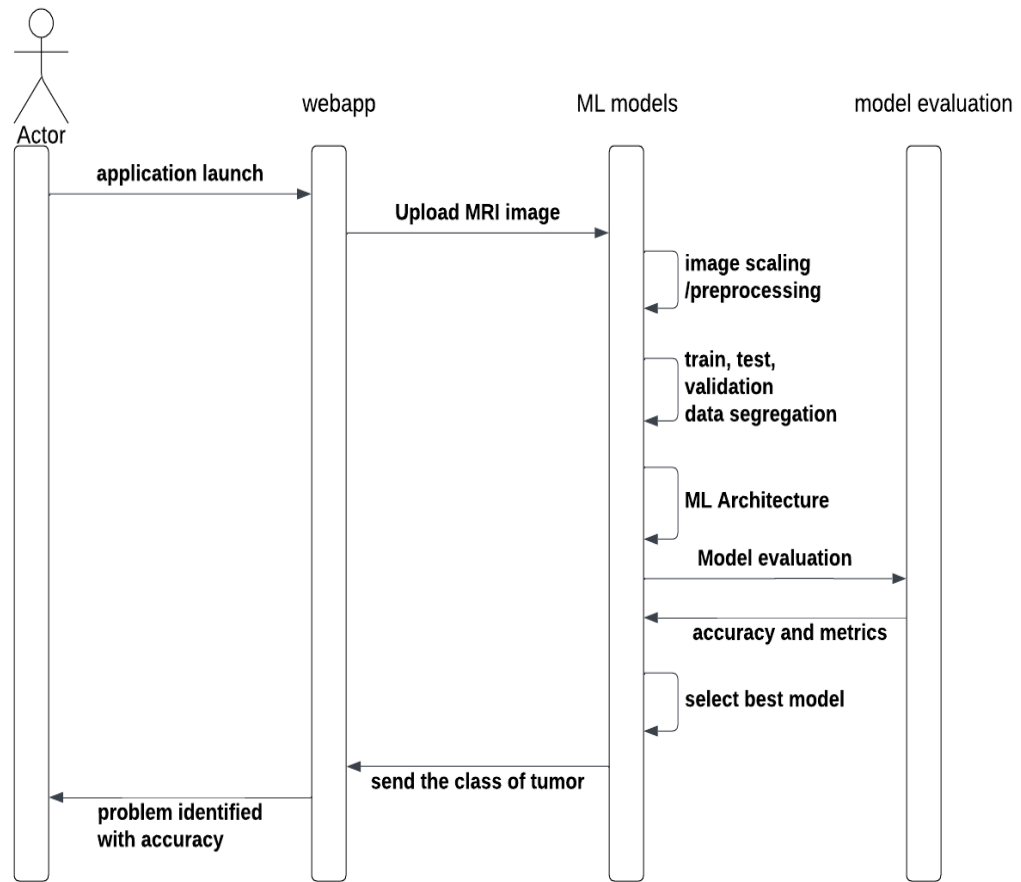 Actor
webapp
ML models
model evaluation
application launch
Upload MRI image
image scaling
/preprocessing
train, test,
validation
data segregation
ML Architecture
Model evaluation
accuracy and metrics
select best model
send the class of tumor
problem identified
with accuracy